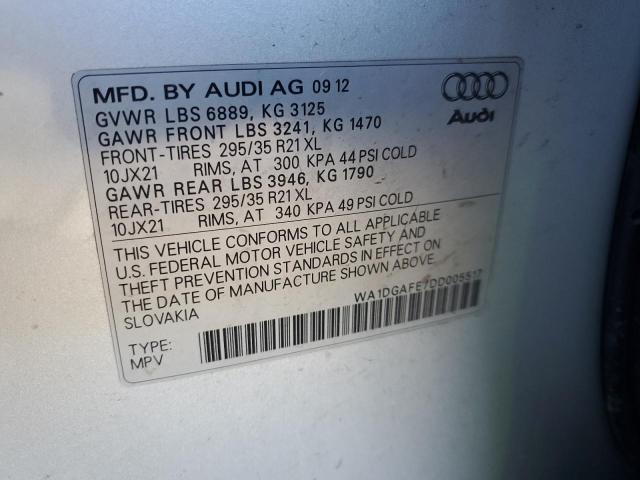 MFD. BY AUDI AG 09 12
GVWR LBS 6889, KG 3125
GAWR FRONT LBS 3241, KG 1470
FRONT-TIRES 295/35 R21 XL
10JX21 RIMS, AT 300 KPA 44 PSI COLD
GAWR REAR LBS 3946, KG 1790
REAR-TIRES 295/35 R21 XL
10JX21 RIMS, AT 340 KPA 49 PSI COLD
Audi
THIS VEHICLE CONFORMS TO ALL APPLICABLE
U.S. FEDERAL MOTOR VEHICLE SAFETY AND
THEFT PREVENTION STANDARDS IN EFFECT ON
THE DATE OF MANUFACTURE SHOWN ABOVE.
SLOVAKIA
WA1DGAFE7DD005517
TYPE:
MPV